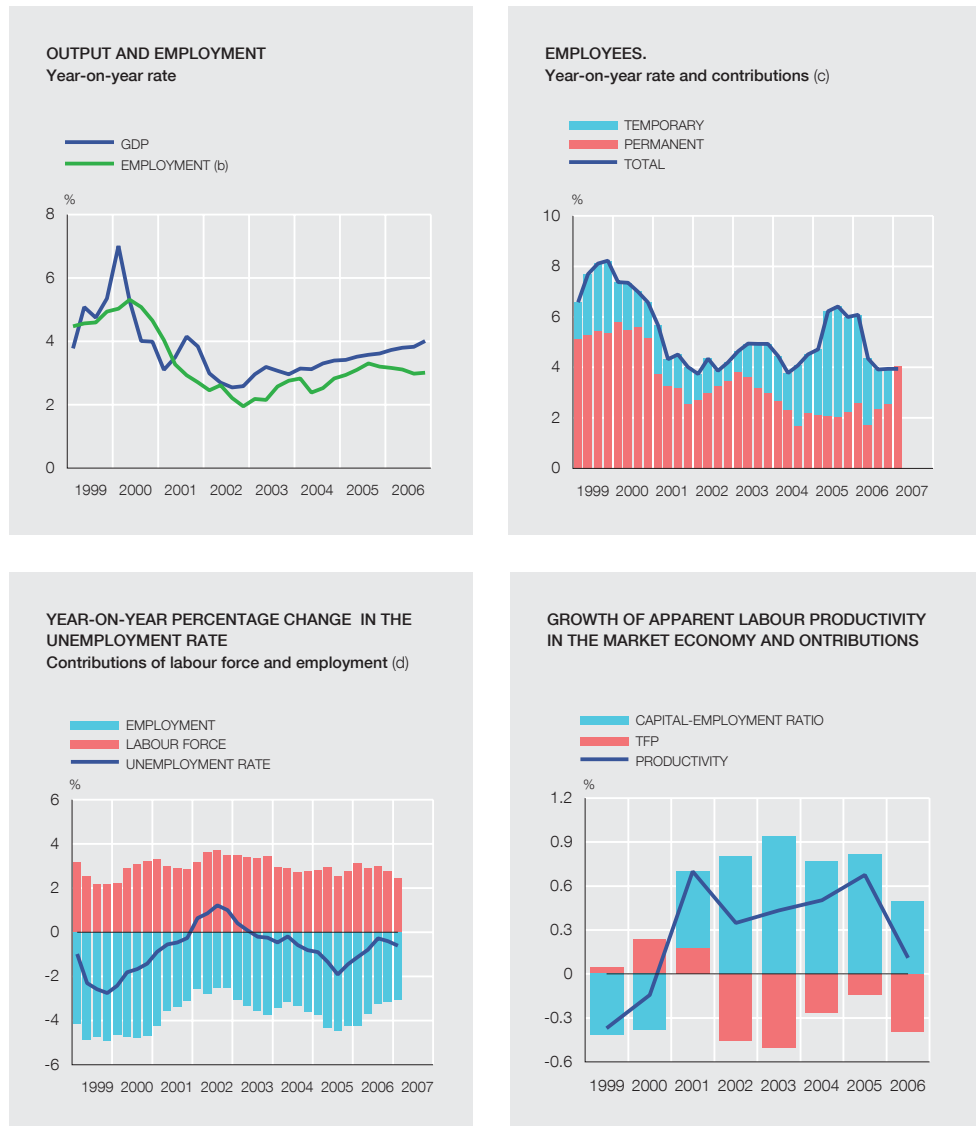 OUTPUT AND EMPLOYMENT
Year-on-year rate
GDP
EMPLOYMENT (b)
%
8
6
4
2
0
1999 2000 2001 2002 2003 2004 2005 2006
EMPLOYEES.
Year-on-year rate and contributions (c)
TEMPORARY
PERMANENT
TOTAL
%
10
8
6
4
2
0
1999 2000 2001 2002 2003 2004 2005 2006 2007
YEAR-ON-YEAR PERCENTAGE CHANGE IN THE
UNEMPLOYMENT RATE
Contributions of labour force and employment (d)
EMPLOYMENT
LABOUR FORCE
UNEMPLOYMENT RATE
%
6
4
2
0
-2
-4
-6
1999 2000 2001 2002 2003 2004 2005 2006 2007
GROWTH OF APPARENT LABOUR PRODUCTIVITY
IN THE MARKET ECONOMY AND ONTRIBUTIONS
CAPITAL-EMPLOYMENT RATIO
TFP
PRODUCTIVITY
%
1.2
0.9
0.6
0.3
0
-0.3
-0.6
1999 2000 2001 2002 2003 2004 2005 2006